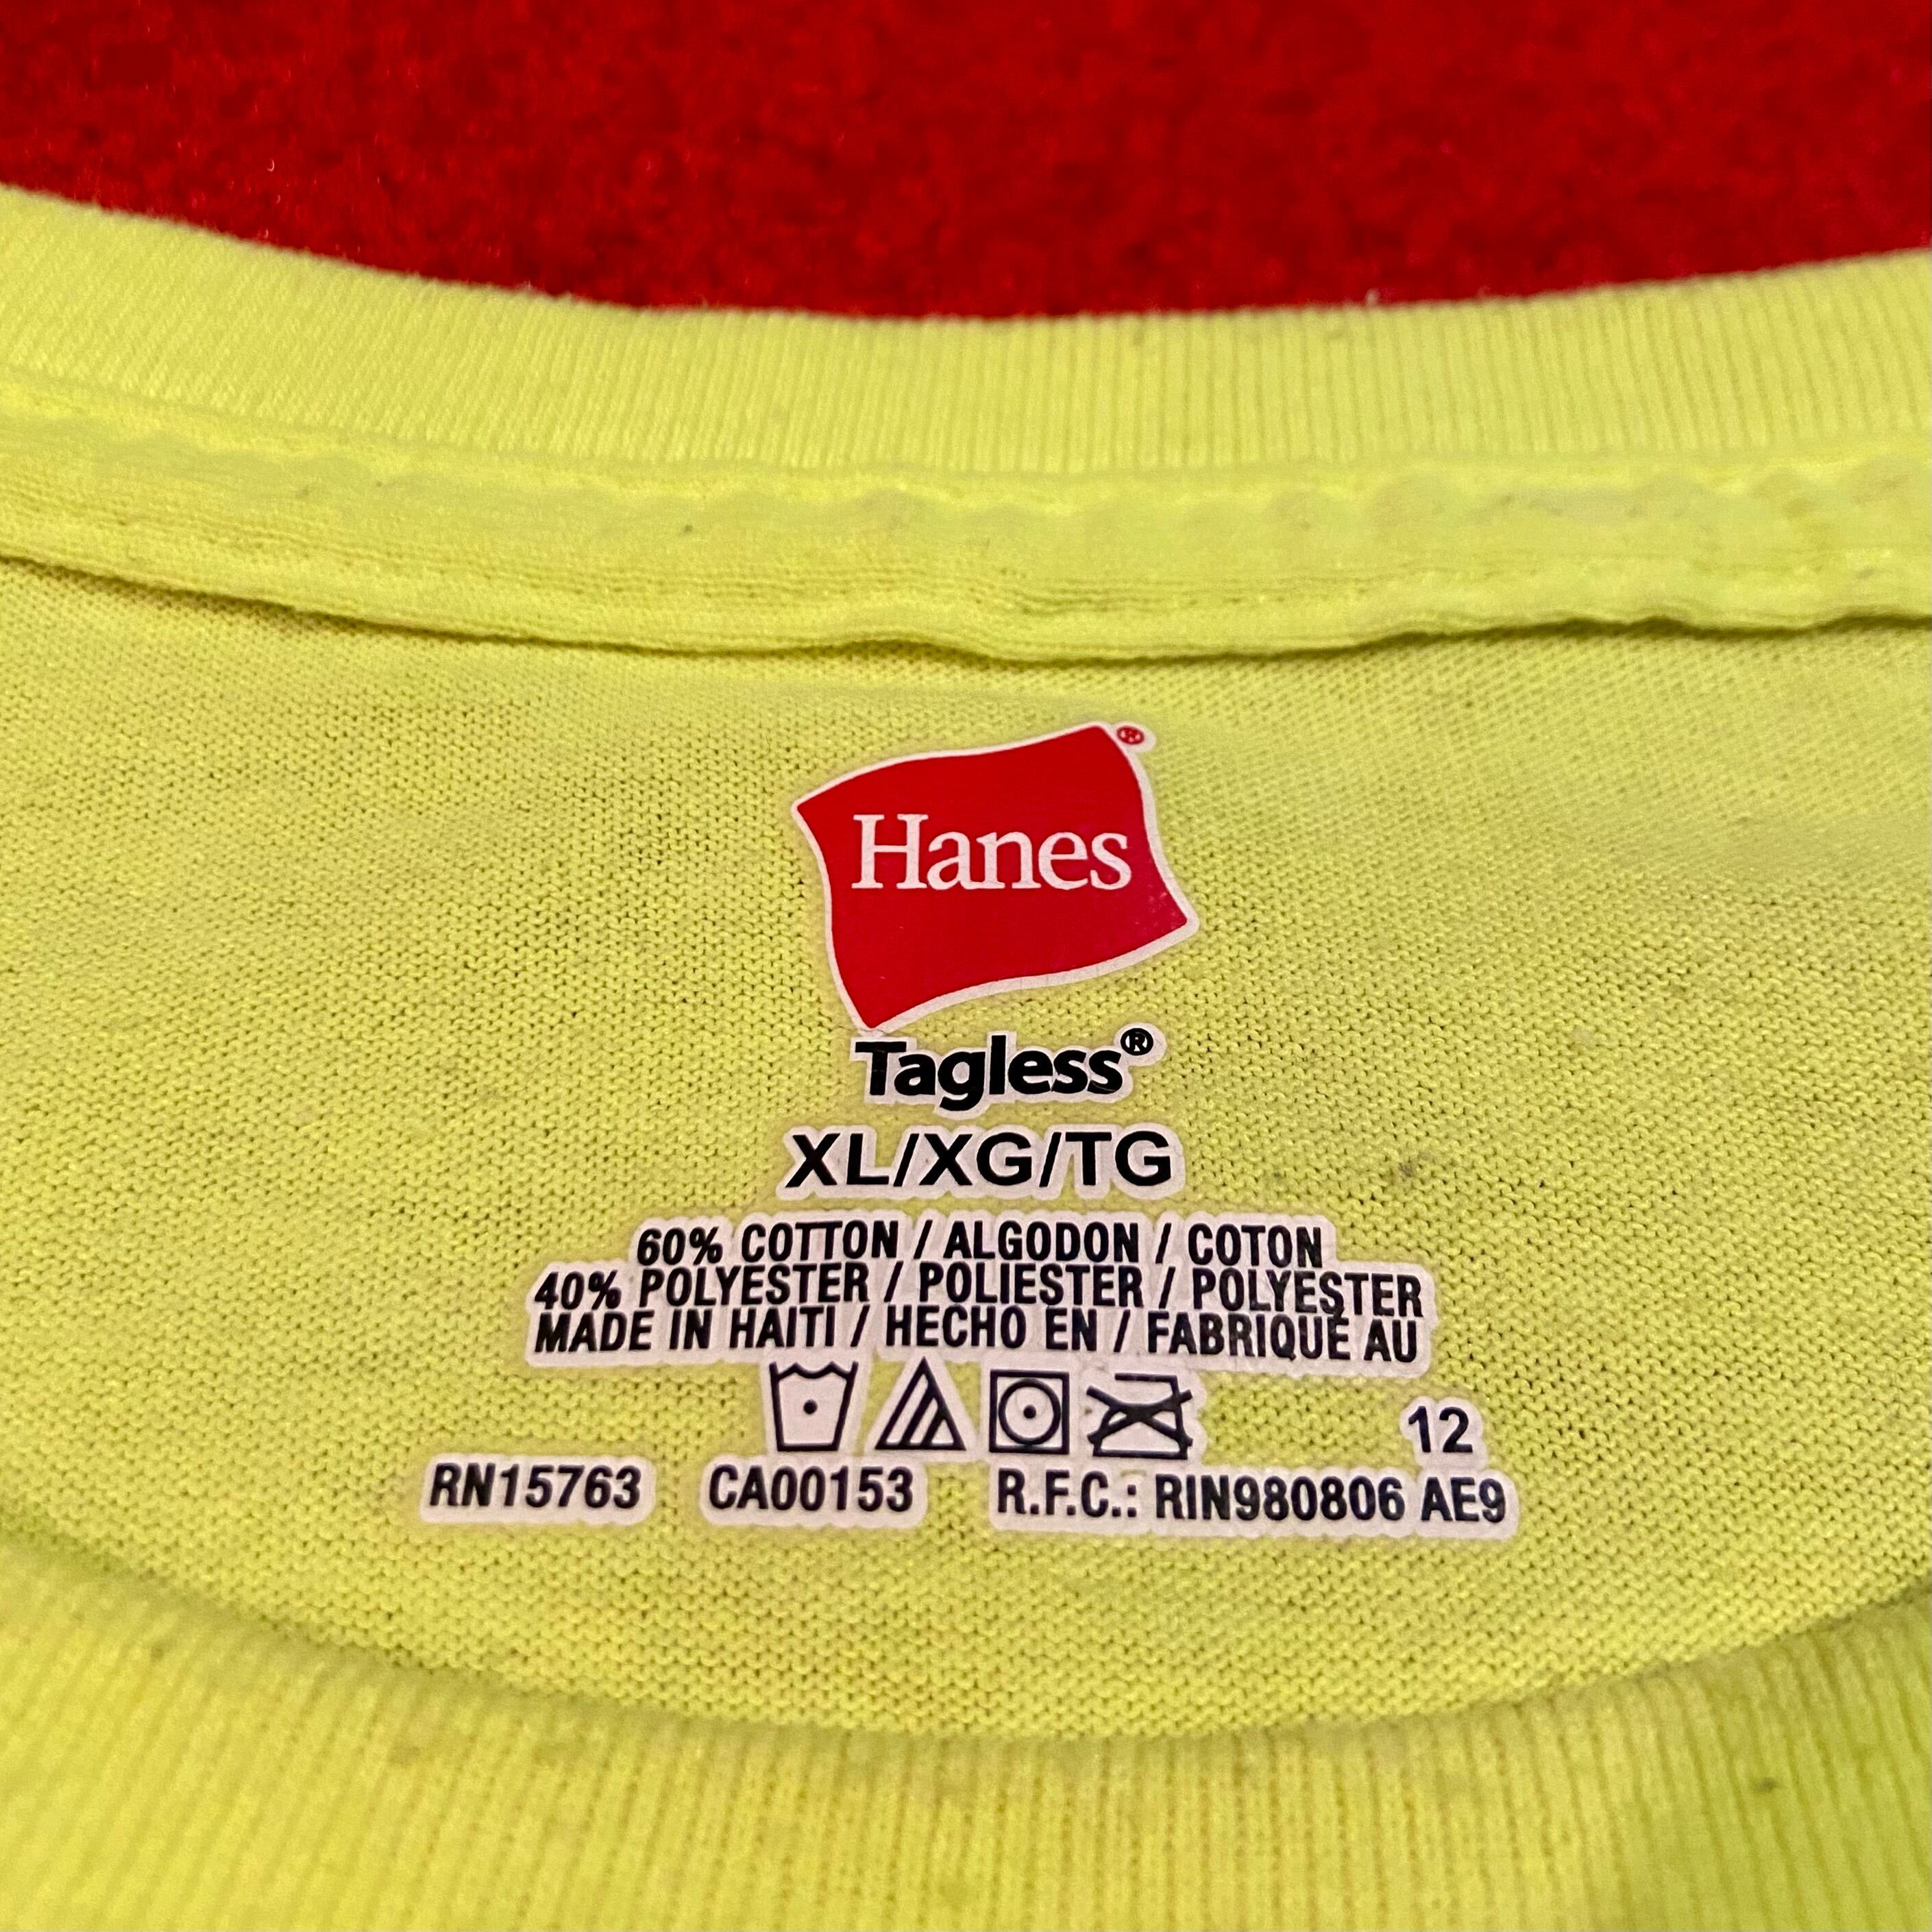 Hanes®
Tagless®
XL/XG/TG
60% COTTON / ALGODON / COTON
40% POLYESTER / POLIESTER / POLYESTER
MADE IN HAITI / HECHO EN / FABRIQUÉ AU
12
RN15763 CA00153 R.F.C.: RIN980806 AE9